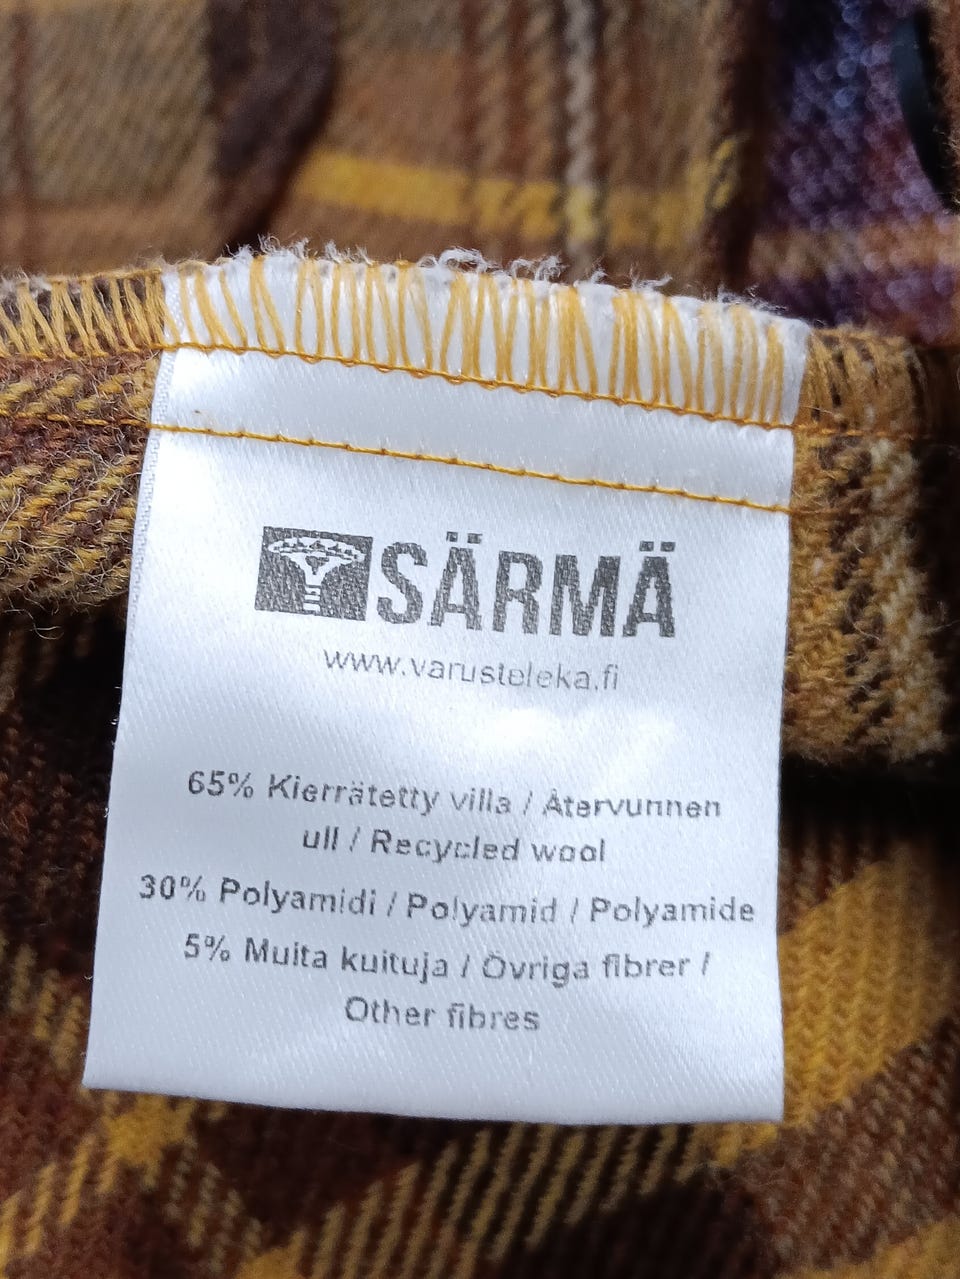 SÄRMÄ
www.varusteleka.fi
65% Kierrätetty villa / Återvunnen
ull / Recycled wool
30% Polyamidi / Polyamid / Polyamide
5% Muita kuituja / Övriga fibrer /
Other fibres